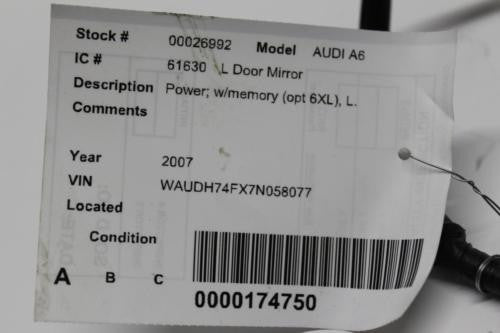 Stock # 00026992 Model AUDI A6
IC # 61630 L Door Mirror
Description Power; w/memory (opt 6XL), L.
Comments
Year 2007
VIN WAUDH74FX7N058077
Located
Condition
A B C
0000174750